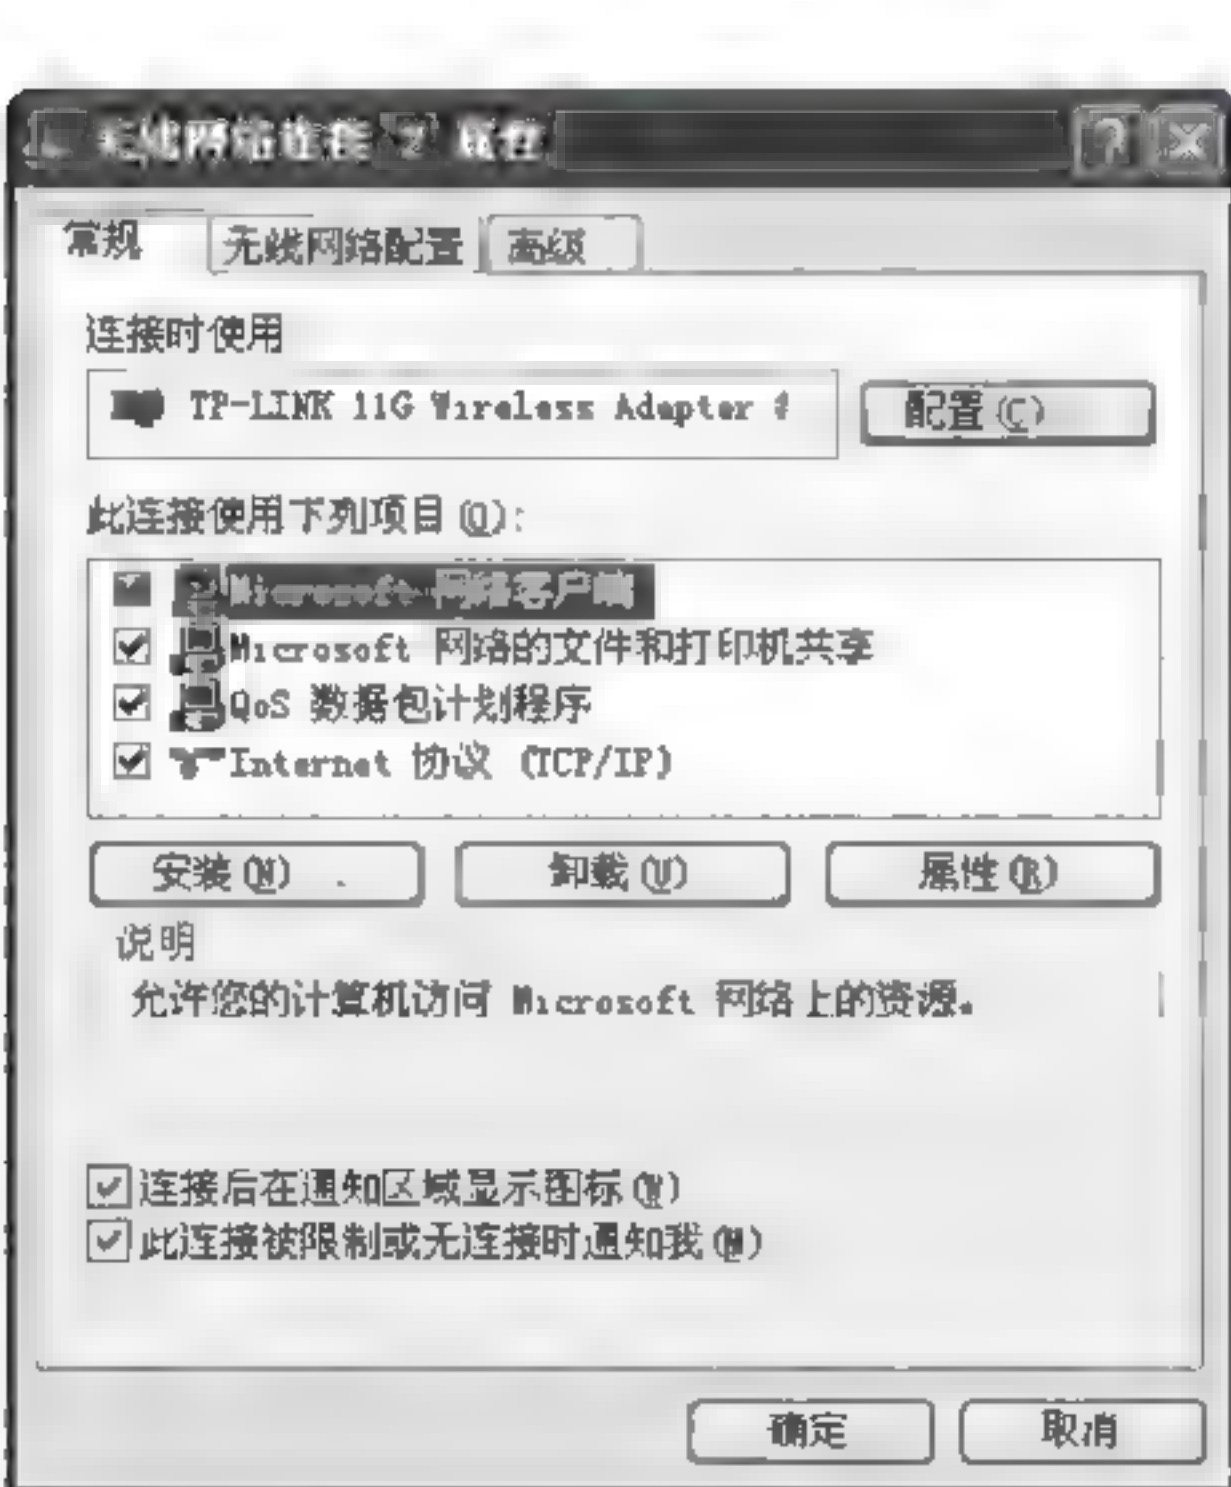 无线网络连接 2 属性
常规 无线网络配置 高级
连接时使用
TP-LINK 11G Wireless Adapter # 配置(C)
此连接使用下列项目(O):
Microsoft 网络客户端
Microsoft 网络的文件和打印机共享
QoS 数据包计划程序
Internet 协议 (TCP/IP)
安装(N) 卸载(U) 属性(R)
说明
允许您的计算机访问 Microsoft 网络上的资源。
连接后在通知区域显示图标(W)
此连接被限制或无连接时通知我(M)
确定 取消